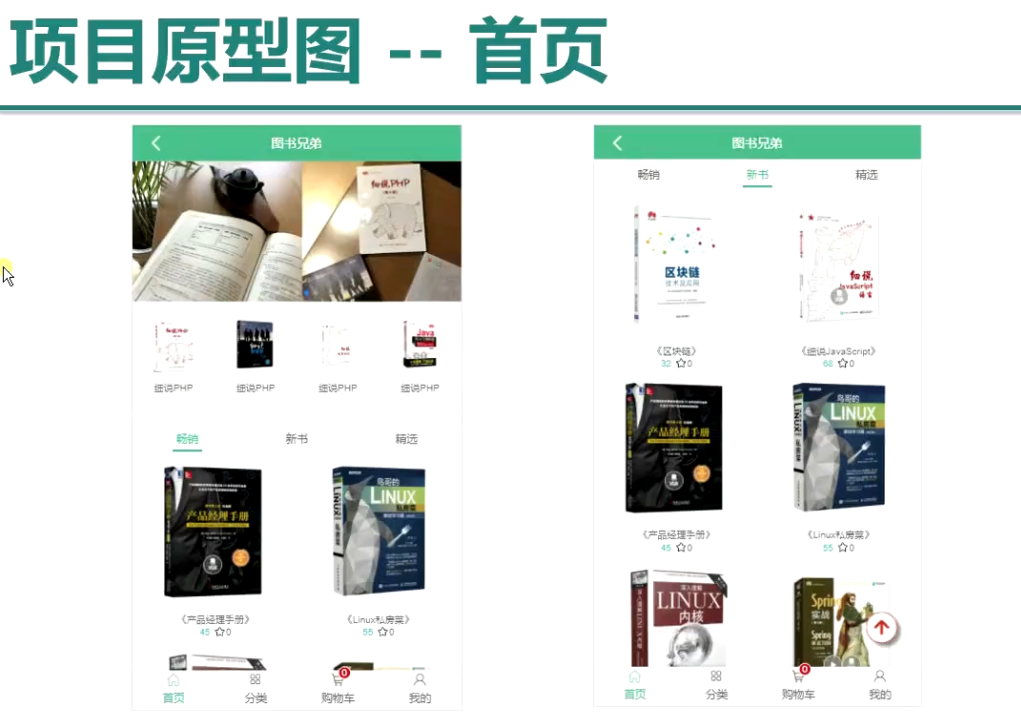 项目原型图 -- 首页
图书兄弟
细说PHP
细说PHP 细说PHP 细说PHP 细说PHP
畅销 新书 精选
产品经理手册
鸟哥的
LINUX
私房菜
《产品经理手册》 《Linux私房菜》
45 0 55 0
0
首页 分类 购物车 我的
图书兄弟
畅销 新书 精选
区块链
技术及应用
细说
JavaScript
《区块链》 《细说JavaScript》
32 0 68 0
产品经理手册
鸟哥的
LINUX
私房菜
《产品经理手册》 《Linux私房菜》
45 0 55 0
深入理解
LINUX
内核
Spring
实战
Spring
0
首页 分类 购物车 我的